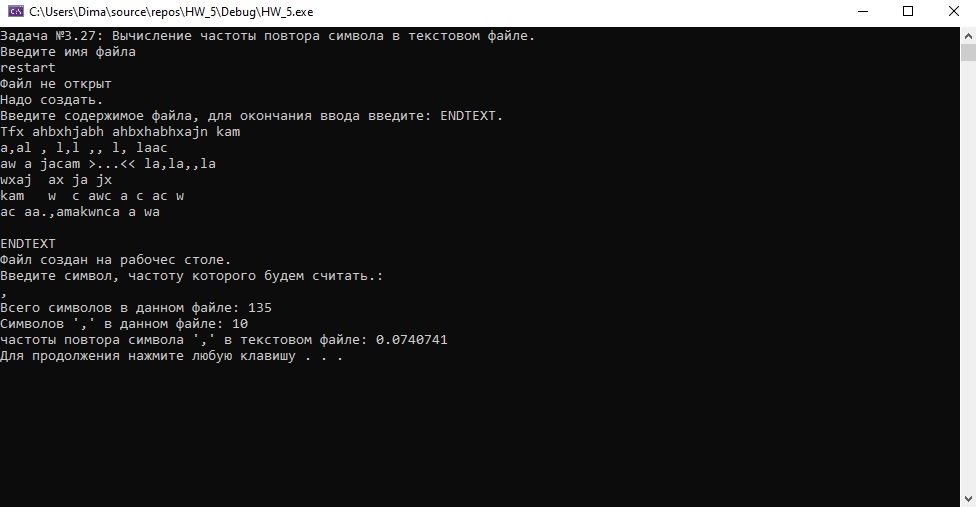 C:\Users\Dima\source\repos\HW_5\Debug\HW_5.exe
Задача №3.27: Вычисление частоты повтора символа в текстовом файле.
Введите имя файла
restart
Файл не открыт
Надо создать.
Введите содержимое файла, для окончания ввода введите: ENDTEXT.
Tfx ahbxhjabh ahbxhabhxajn kam
a,al , l,l ,, l, laac
aw a jacam >...<< la,la,,la
wxaj  ax ja jx
kam   w  c awc a c ac w
ac aa.,amakwnca a wa

ENDTEXT
Файл создан на рабочес столе.
Введите символ, частоту которого будем считать.:
,
Всего символов в данном файле: 135
Символов ',' в данном файле: 10
частоты повтора символа ',' в текстовом файле: 0.0740741
Для продолжения нажмите любую клавишу . . .